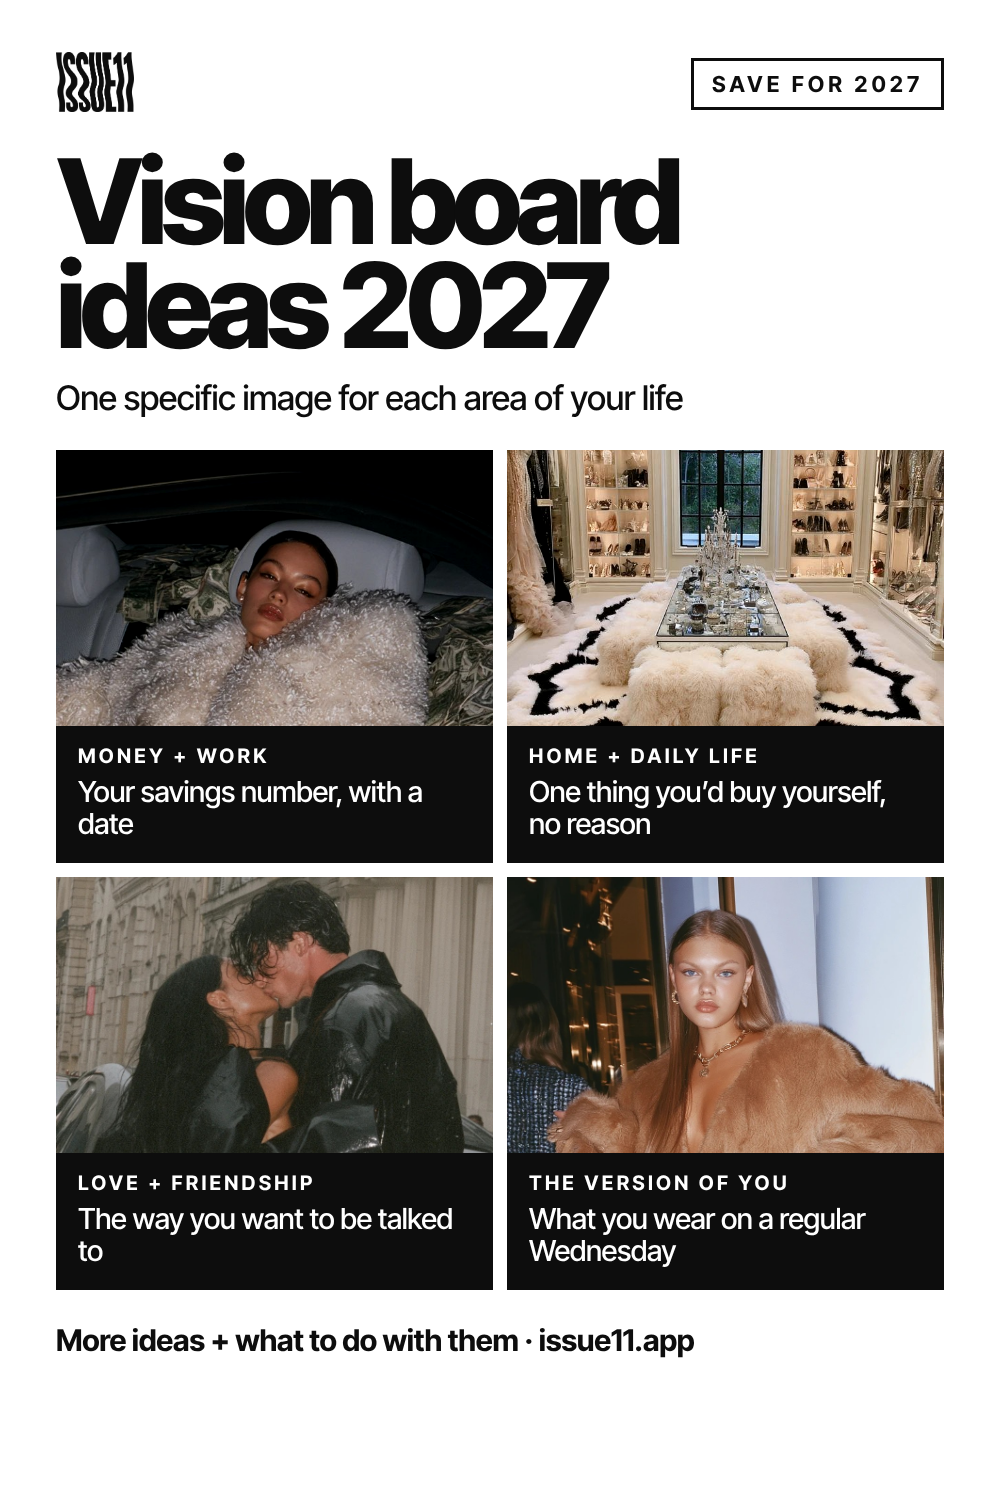 ISSUE11
SAVE FOR 2027
Vision board
ideas 2027
One specific image for each area of your life
MONEY + WORK
Your savings number, with a
date
HOME + DAILY LIFE
One thing you’d buy yourself,
no reason
LOVE + FRIENDSHIP
The way you want to be talked
to
THE VERSION OF YOU
What you wear on a regular
Wednesday
More ideas + what to do with them · issue11.app